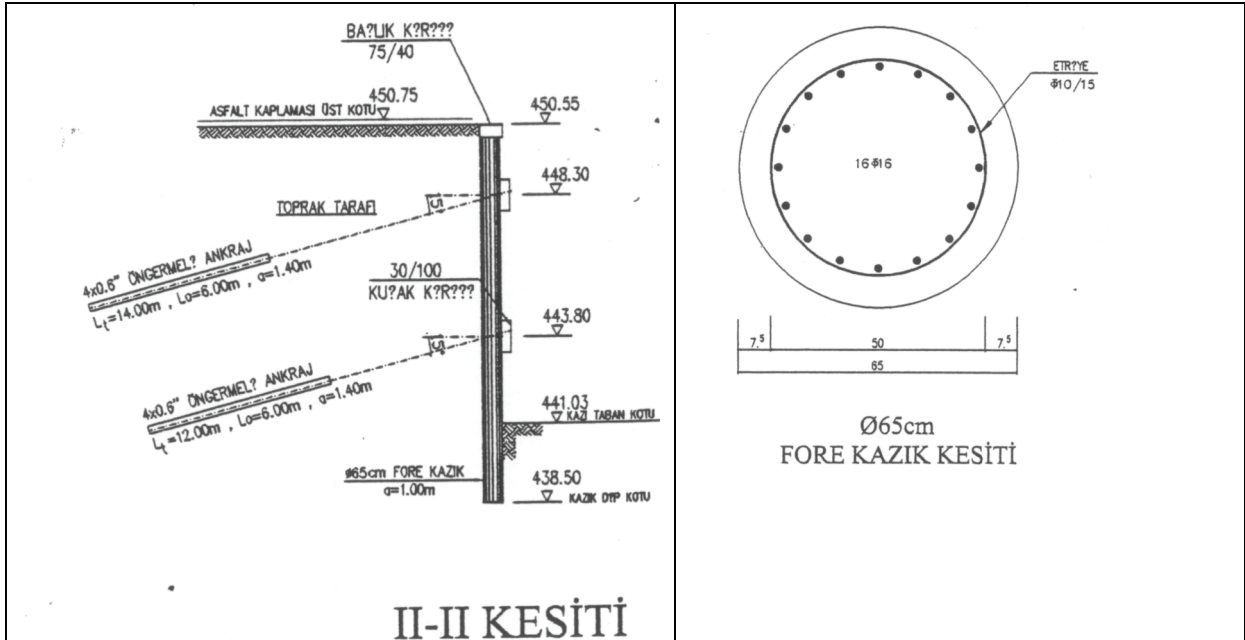 BA?LIK K?R???
75/40
450.75
ASFALT KAPLAMASI ÜST KOTU
450.55
448.30
15
TOPRAK TARAFI
4x0.6" ÖNGERMEL? ANKRAJ
Lt=14.00m , Lo=6.00m , a=1.40m
30/100
KU?AK K?R???
443.80
15
4x0.6" ÖNGERMEL? ANKRAJ
Lt=12.00m , Lo=6.00m , a=1.40m
441.03
KAZI TABAN KOTU
ø65cm FORE KAZIK
a=1.00m
438.50
KAZIK D?P KOTU
II-II KESİTİ
ETR?YE
Φ10/15
16Φ16
7.5 50 7.5
65
Ø65cm
FORE KAZIK KESİTİ